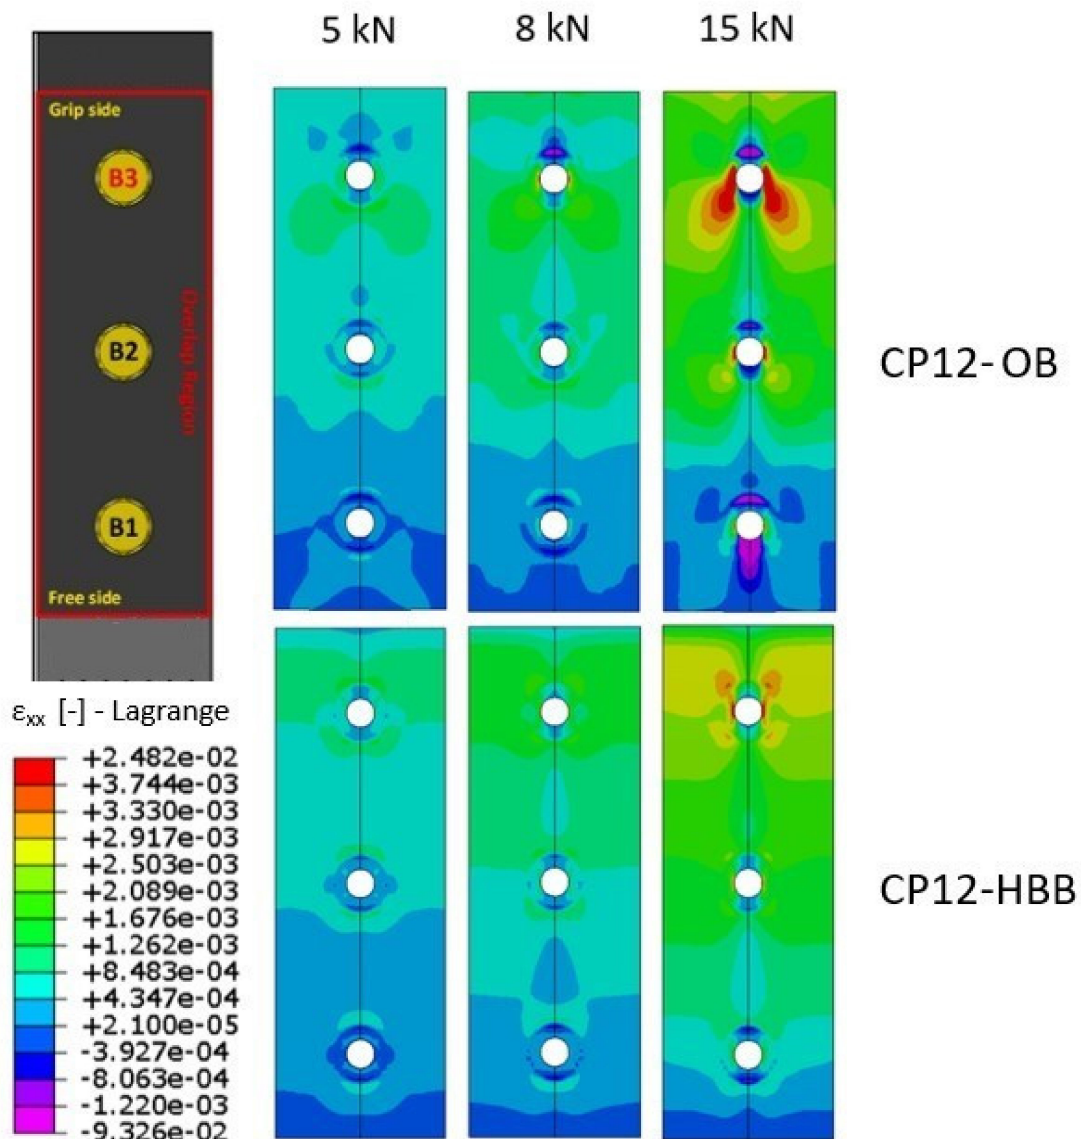 5 kN 8 kN 15 kN
Grip side
B3
Overlap Region
B2
CP12-OB
B1
Free side
εxx [-] - Lagrange
+2.482e-02
+3.744e-03
+3.330e-03
+2.917e-03
+2.503e-03
+2.089e-03
+1.676e-03
+1.262e-03
+8.483e-04
+4.347e-04
+2.100e-05
-3.927e-04
-8.063e-04
-1.220e-03
-9.326e-02
CP12-HBB